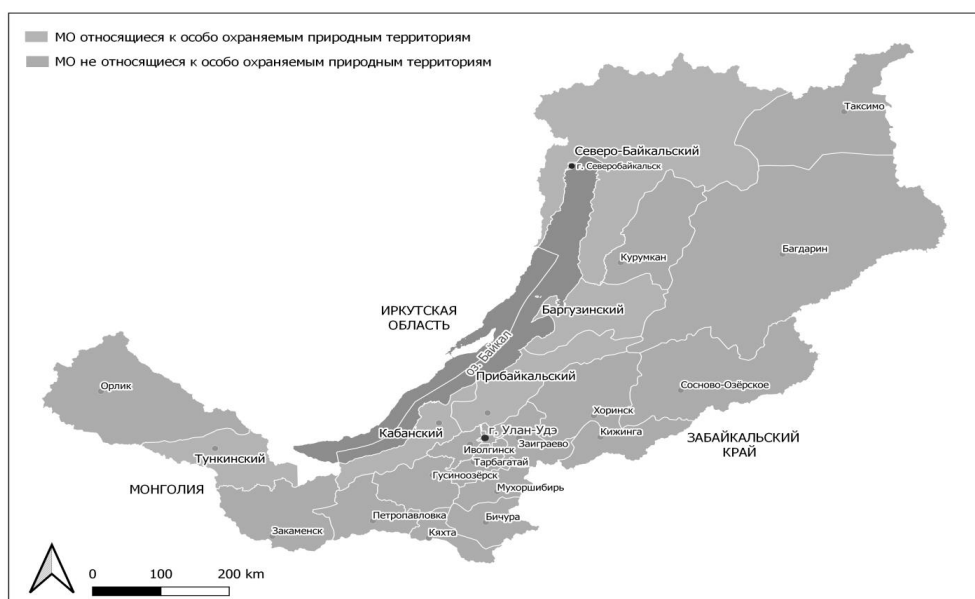 МО относящиеся к особо охраняемым природным территориям
МО не относящиеся к особо охраняемым природным территориям
Таксимо
Северо-Байкальский
г. Северобайкальск
Багдарин
Курумкан
ИРКУТСКАЯ
ОБЛАСТЬ
Баргузинский
оз. Байкал
Прибайкальский
Орлик
Сосново-Озёрское
Хоринск
Кабанский
г. Улан-Удэ
Кижинга
ЗАБАЙКАЛЬСКИЙ
КРАЙ
Заиграево
Иволгинск
Тункинский
Тарбагатай
Гусиноозёрск
МОНГОЛИЯ
Мухоршибирь
Петропавловка
Бичура
Закаменск
Кяхта
0 100 200 km